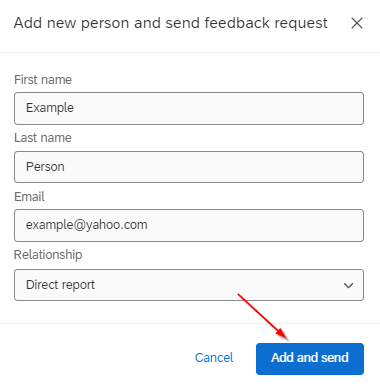 Add new person and send feedback request
First name
Example
Last name
Person
Email
example@yahoo.com
Relationship
Direct report
Cancel
Add and send